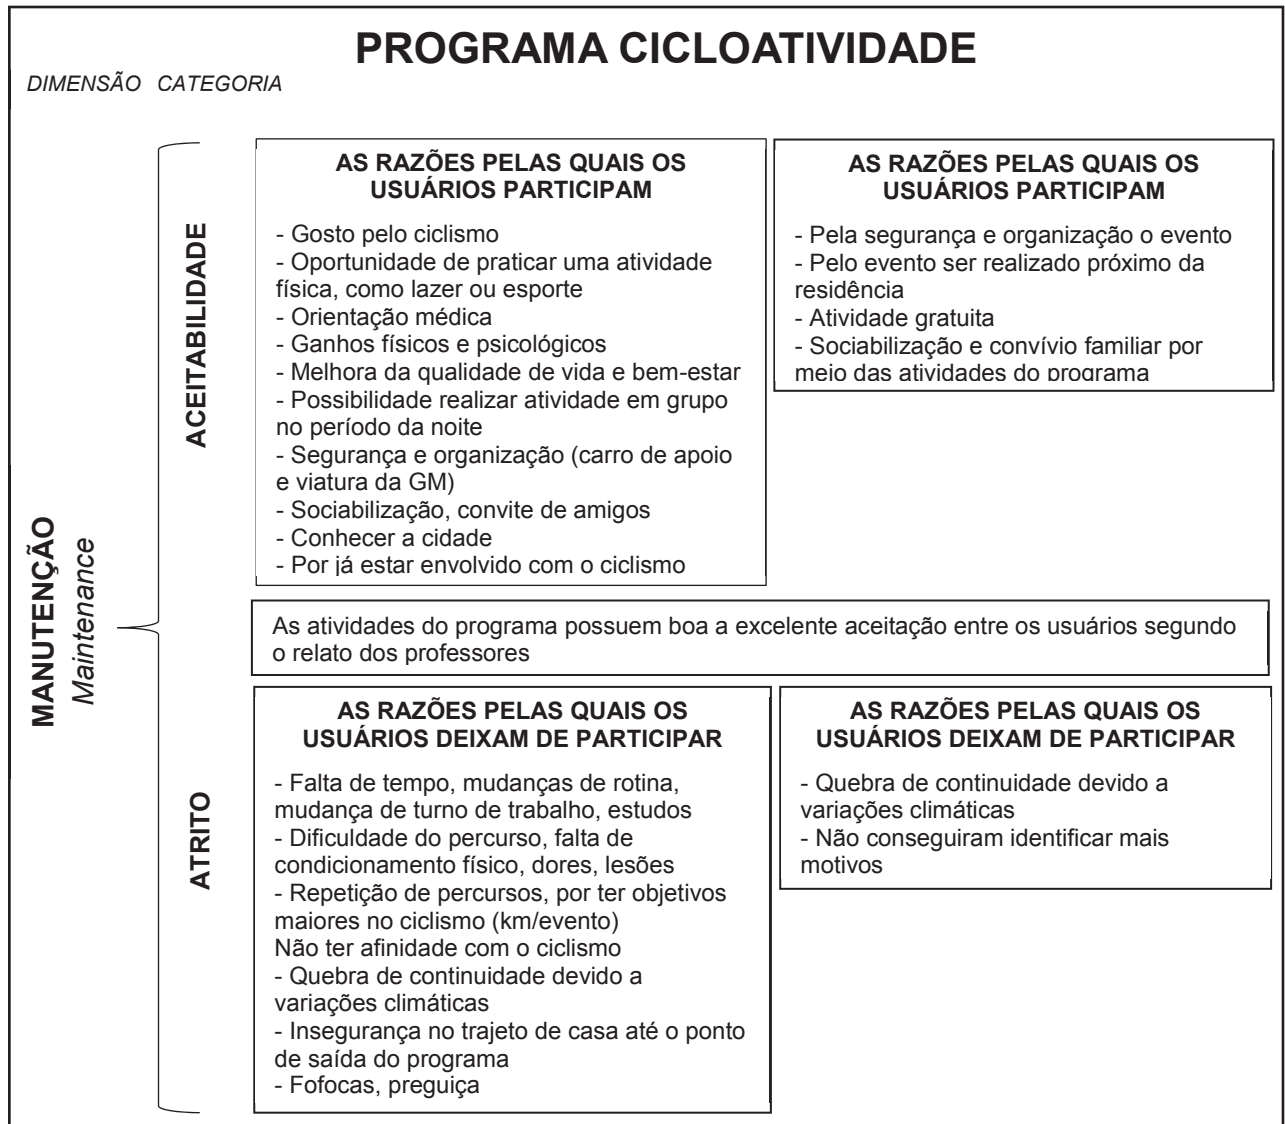 PROGRAMA CICLOATIVIDADE
DIMENSÃO CATEGORIA
MANUTENÇÃO
Maintenance
ACEITABILIDADE
AS RAZÕES PELAS QUAIS OS
USUÁRIOS PARTICIPAM
- Gosto pelo ciclismo
- Oportunidade de praticar uma atividade
física, como lazer ou esporte
- Orientação médica
- Ganhos físicos e psicológicos
- Melhora da qualidade de vida e bem-estar
- Possibilidade realizar atividade em grupo
no período da noite
- Segurança e organização (carro de apoio
e viatura da GM)
- Sociabilização, convite de amigos
- Conhecer a cidade
- Por já estar envolvido com o ciclismo
AS RAZÕES PELAS QUAIS OS
USUÁRIOS PARTICIPAM
- Pela segurança e organização o evento
- Pelo evento ser realizado próximo da
residência
- Atividade gratuita
- Sociabilização e convívio familiar por
meio das atividades do programa
As atividades do programa possuem boa a excelente aceitação entre os usuários segundo
o relato dos professores
ATRITO
AS RAZÕES PELAS QUAIS OS
USUÁRIOS DEIXAM DE PARTICIPAR
- Falta de tempo, mudanças de rotina,
mudança de turno de trabalho, estudos
- Dificuldade do percurso, falta de
condicionamento físico, dores, lesões
- Repetição de percursos, por ter objetivos
maiores no ciclismo (km/evento)
Não ter afinidade com o ciclismo
- Quebra de continuidade devido a
variações climáticas
- Insegurança no trajeto de casa até o ponto
de saída do programa
- Fofocas, preguiça
AS RAZÕES PELAS QUAIS OS
USUÁRIOS DEIXAM DE PARTICIPAR
- Quebra de continuidade devido a
variações climáticas
- Não conseguiram identificar mais
motivos